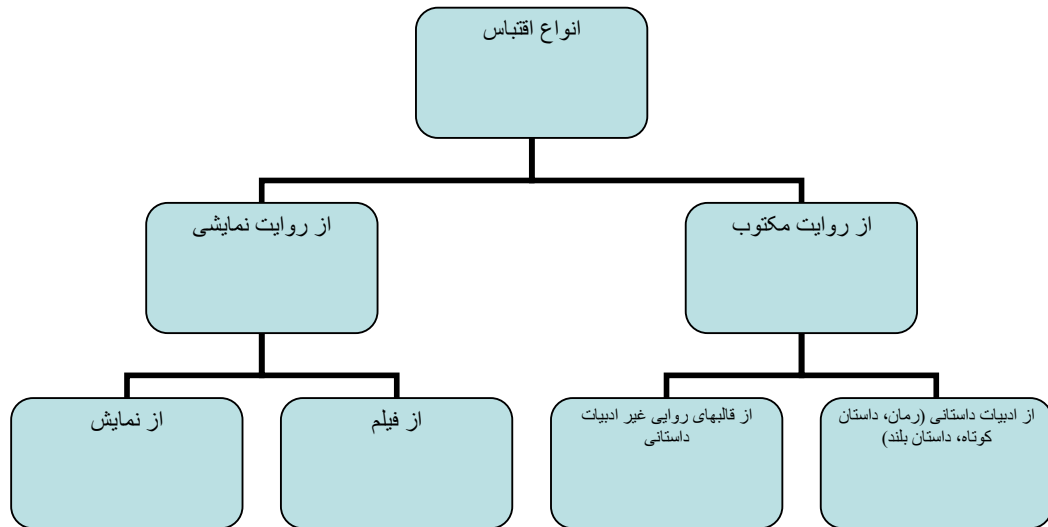 انواع اقتباس
از روایت مکتوب
از روایت نمایشی
از ادبیات داستانی (رمان، داستان
کوتاه، داستان بلند)
از قالبهای روایی غیر ادبیات
داستانی
از فیلم
از نمایش